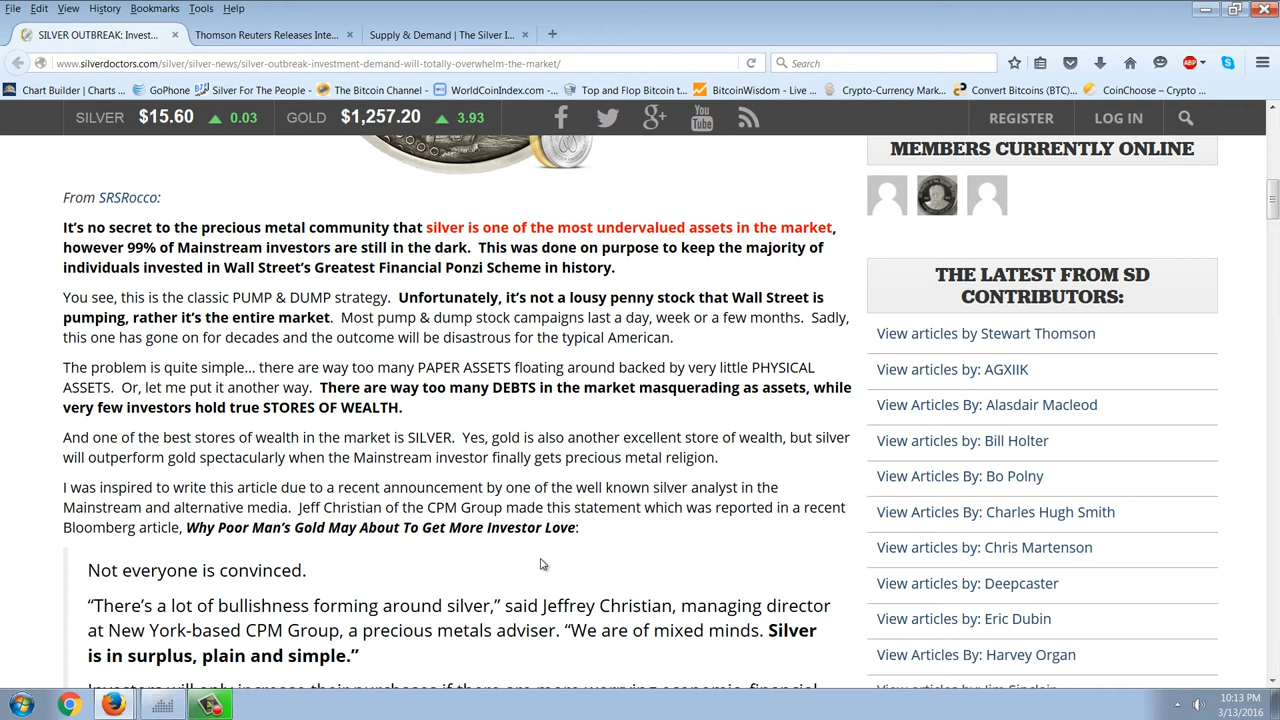 File Edit View History Bookmarks Tools Help
SILVER OUTBREAK: Invest... × Thomson Reuters Releases Inte... × Supply & Demand | The Silver I... ×
www.silverdoctors.com/silver/silver-news/silver-outbreak-investment-demand-will-totally-overwhelm-the-market/ Search ABP
Chart Builder | Charts ... GoPhone Silver For The People - The Bitcoin Channel - WorldCoinIndex.com -... Top and Flop Bitcoin t... BitcoinWisdom - Live ... Crypto-Currency Mark... Convert Bitcoins (BTC)... CoinChoose – Crypto ...
SILVER $15.60 ▲ 0.03 GOLD $1,257.20 ▲ 3.93 REGISTER LOG IN
MEMBERS CURRENTLY ONLINE
From SRSRocco:
It's no secret to the precious metal community that silver is one of the most undervalued assets in the market,
however 99% of Mainstream investors are still in the dark. This was done on purpose to keep the majority of
individuals invested in Wall Street's Greatest Financial Ponzi Scheme in history.
You see, this is the classic PUMP & DUMP strategy. Unfortunately, it's not a lousy penny stock that Wall Street is
pumping, rather it's the entire market. Most pump & dump stock campaigns last a day, week or a few months. Sadly,
this one has gone on for decades and the outcome will be disastrous for the typical American.
The problem is quite simple... there are way too many PAPER ASSETS floating around backed by very little PHYSICAL
ASSETS. Or, let me put it another way. There are way too many DEBTS in the market masquerading as assets, while
very few investors hold true STORES OF WEALTH.
And one of the best stores of wealth in the market is SILVER. Yes, gold is also another excellent store of wealth, but silver
will outperform gold spectacularly when the Mainstream investor finally gets precious metal religion.
I was inspired to write this article due to a recent announcement by one of the well known silver analyst in the
Mainstream and alternative media. Jeff Christian of the CPM Group made this statement which was reported in a recent
Bloomberg article, Why Poor Man's Gold May About To Get More Investor Love:
Not everyone is convinced.
“There's a lot of bullishness forming around silver,” said Jeffrey Christian, managing director
at New York-based CPM Group, a precious metals adviser. “We are of mixed minds. Silver
is in surplus, plain and simple.”
THE LATEST FROM SD
CONTRIBUTORS:
View articles by Stewart Thomson
View articles by: AGXIIK
View Articles By: Alasdair Macleod
View articles by: Bill Holter
View Articles By: Bo Polny
View Articles By: Charles Hugh Smith
View articles by: Chris Martenson
View articles by: Deepcaster
View articles by: Eric Dubin
View Articles By: Harvey Organ
View Articles By: Jim Sinclair
10:13 PM
3/13/2016